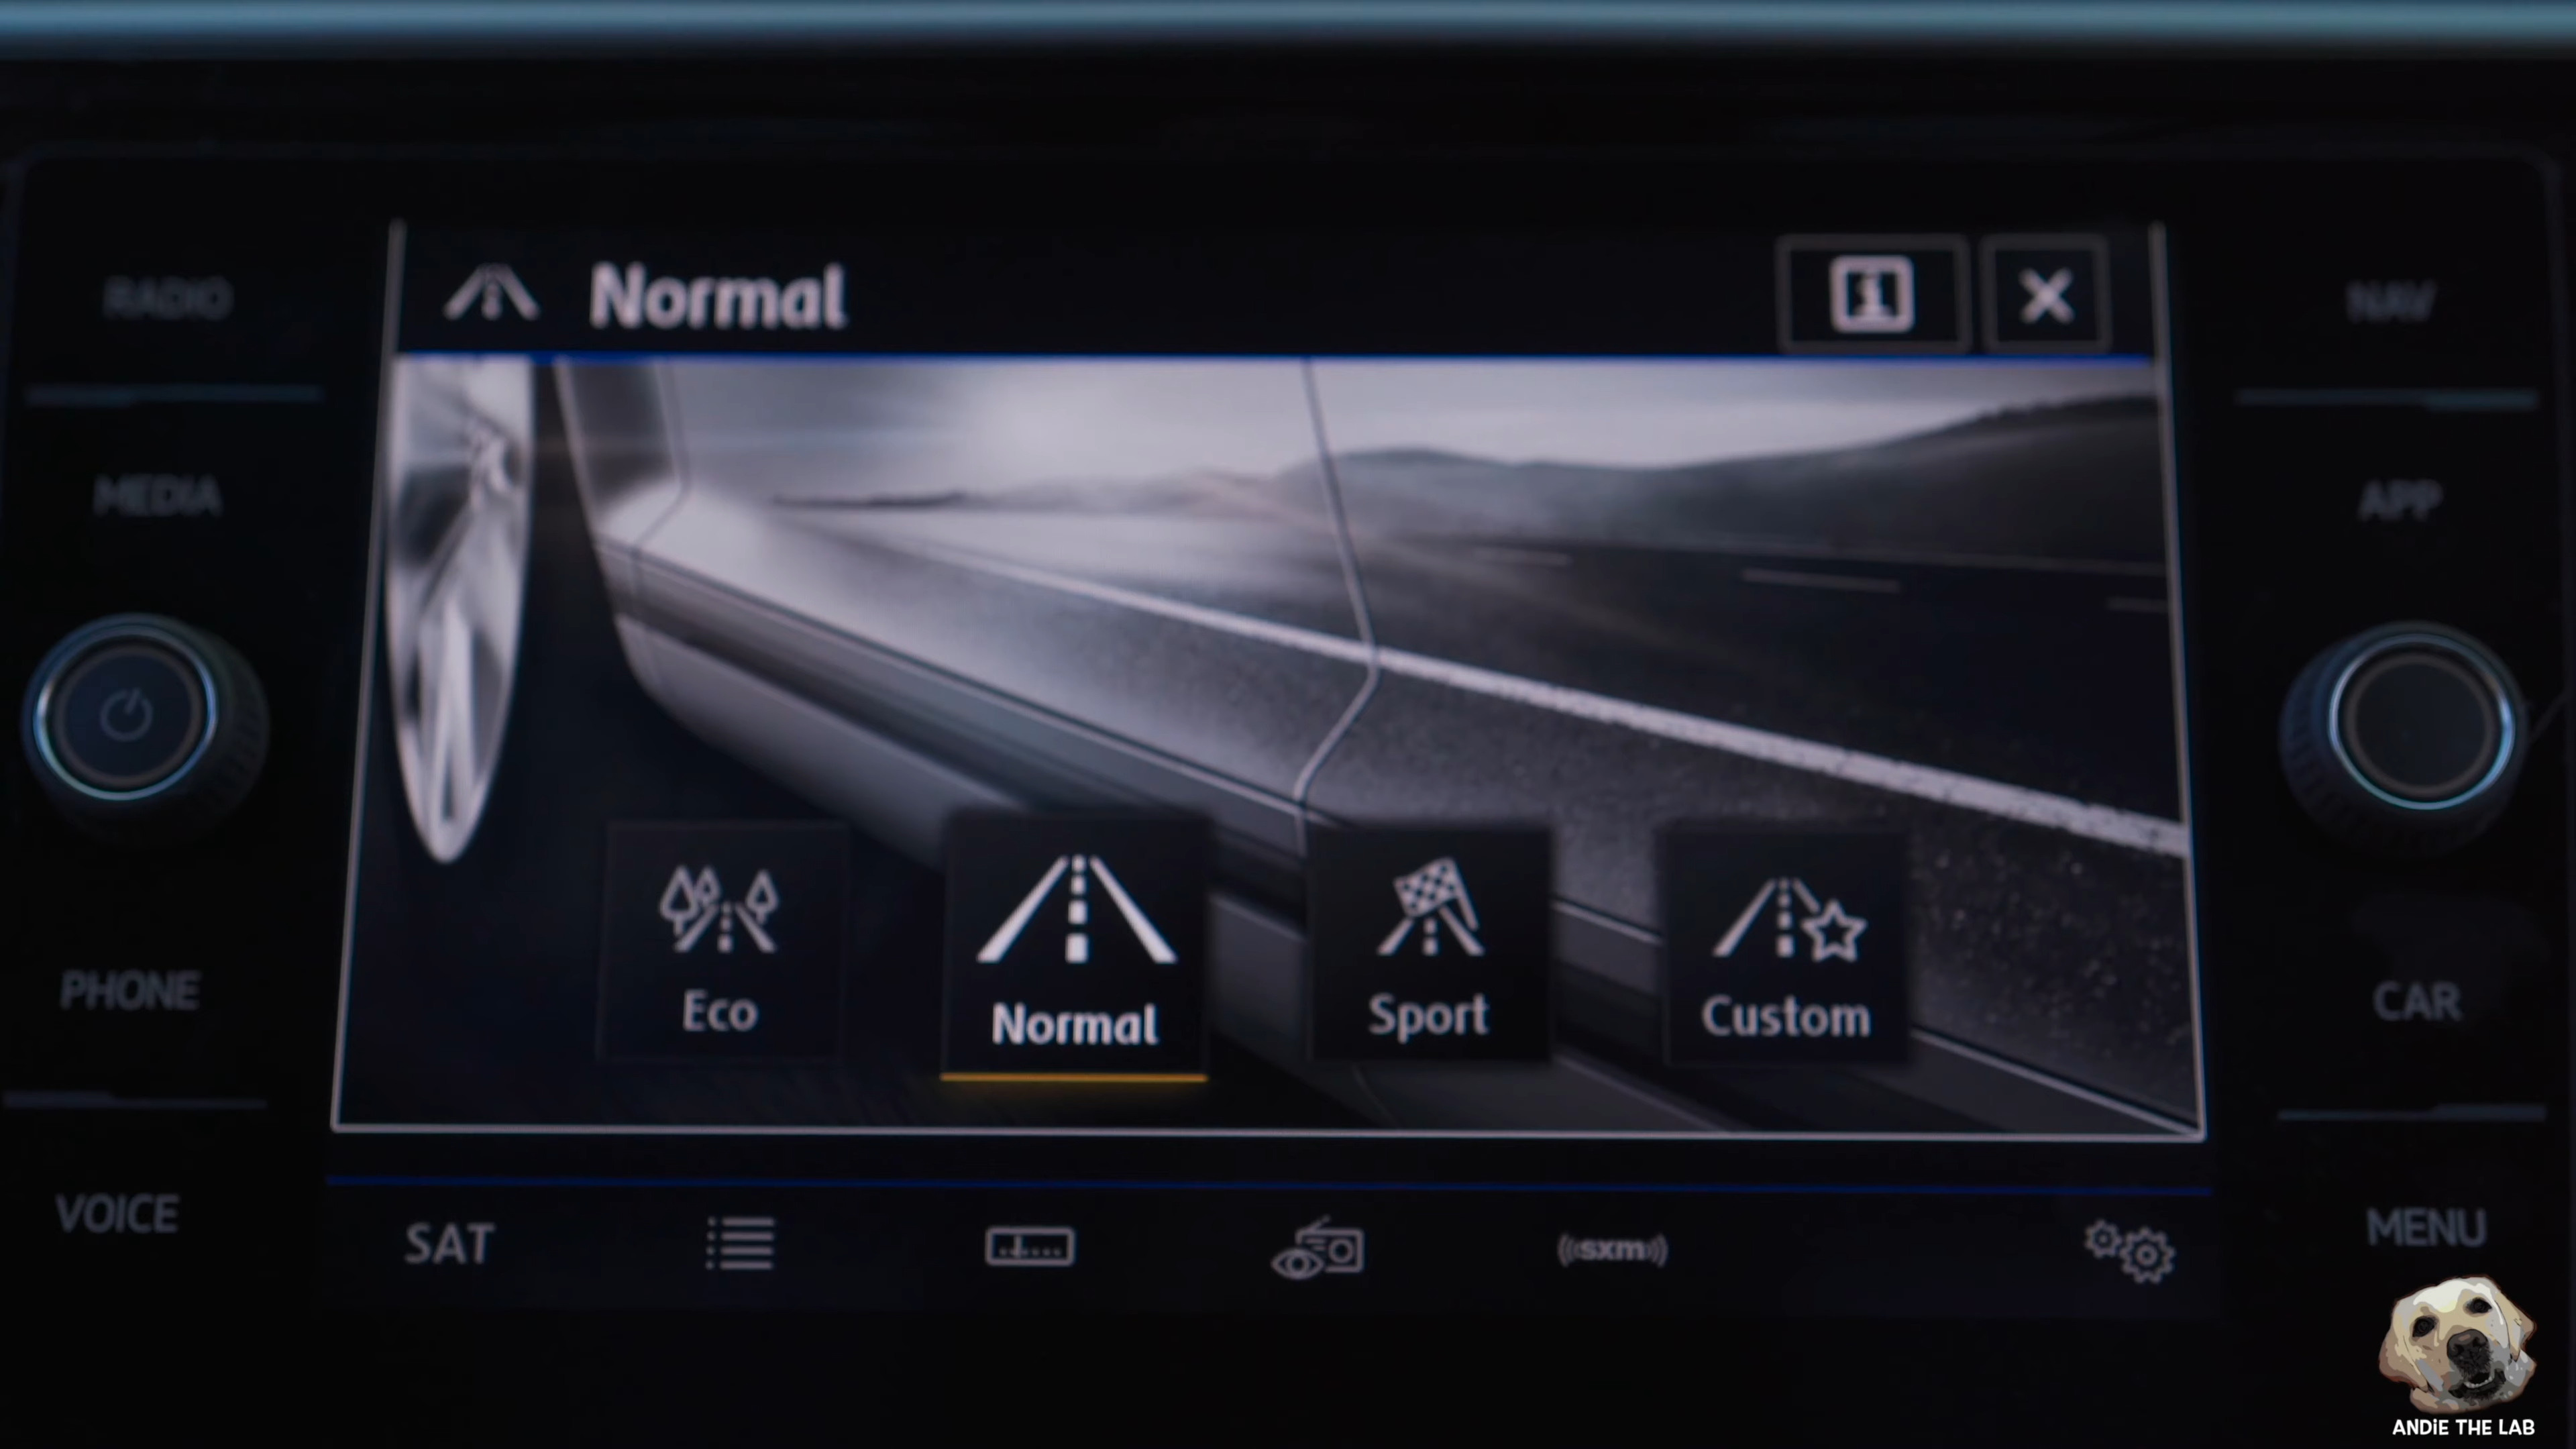 RADIO
MEDIA
PHONE
VOICE
Normal
NAV
APP
CAR
MENU
Eco
Normal
Sport
Custom
SAT
((sxm))
ANDiE THE LAB